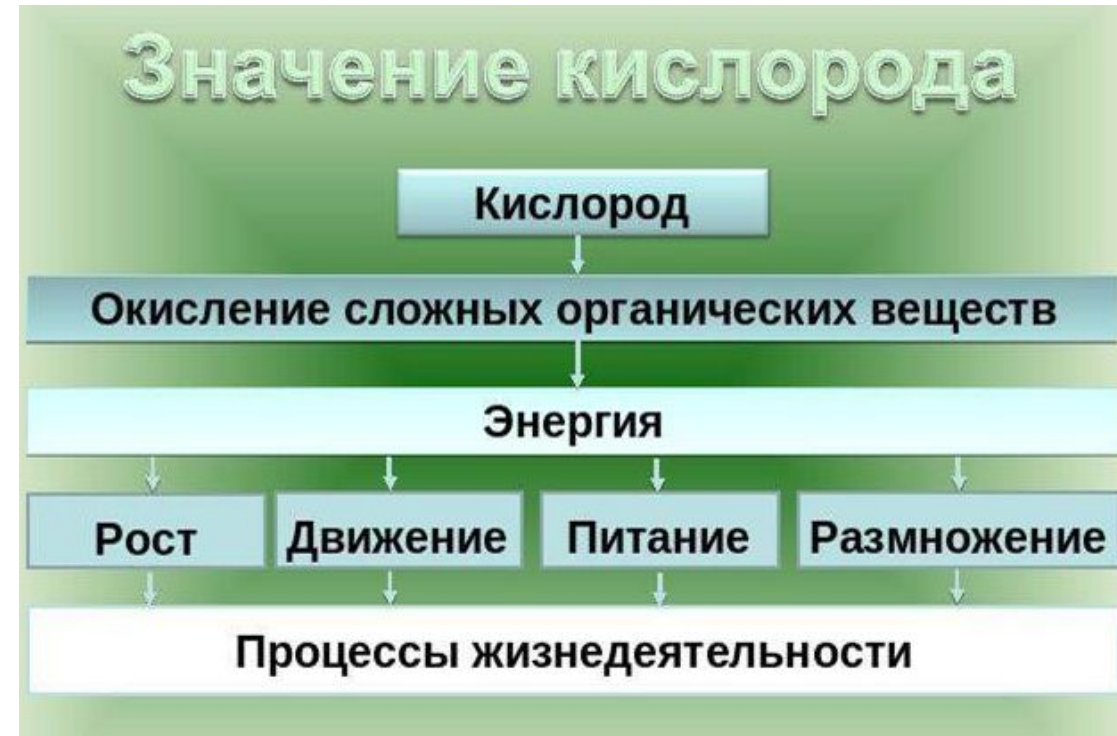 Значение кислорода
Кислород
Окисление сложных органических веществ
Энергия
Рост
Движение
Питание
Размножение
Процессы жизнедеятельности